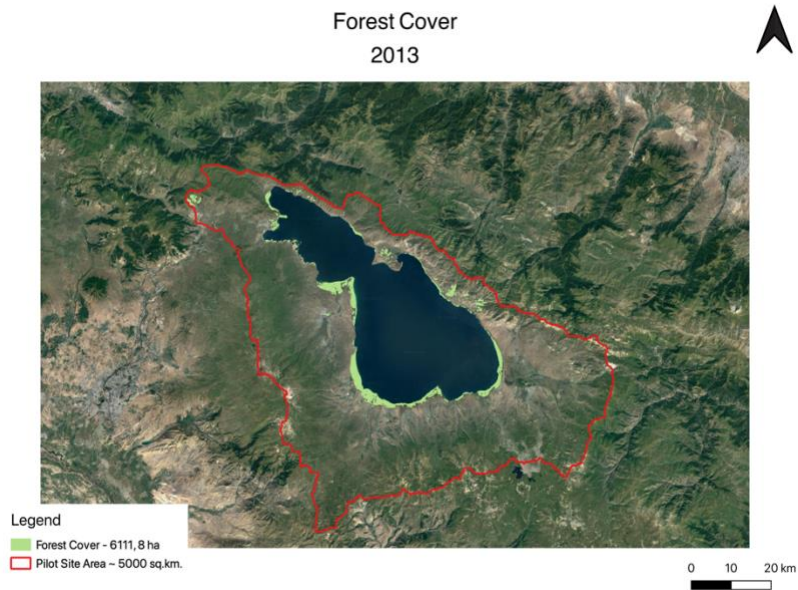 Forest Cover
2013
Legend
Forest Cover - 6111, 8 ha
Pilot Site Area ~ 5000 sq.km.
0 10 20 km